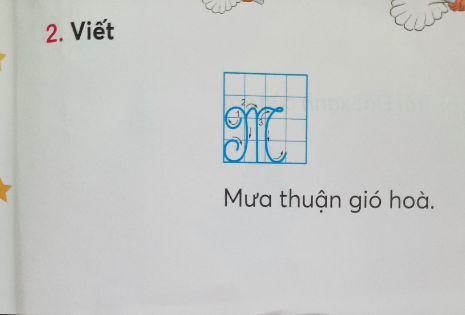 2. Viết
M
Mưa thuận gió hoà.